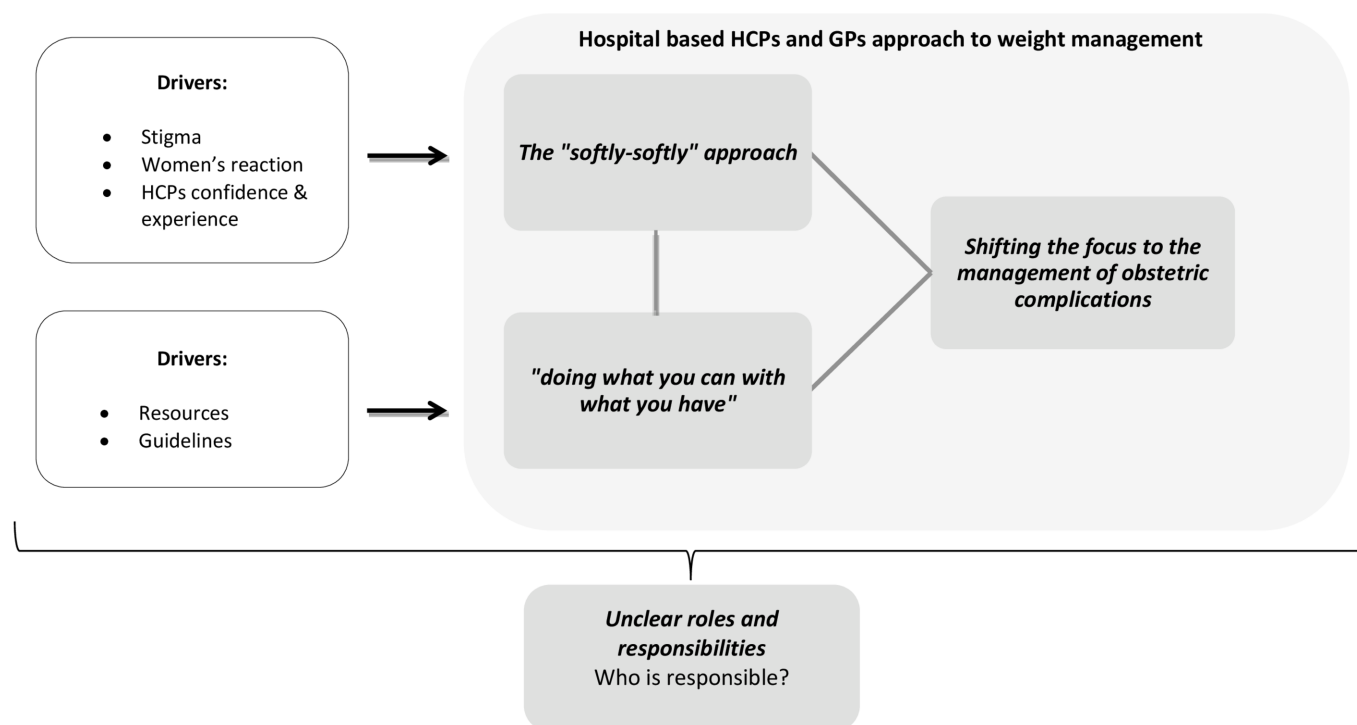 Hospital based HCPs and GPs approach to weight management
Drivers:
• Stigma
• Women’s reaction
• HCPs confidence &
experience
The "softly-softly" approach
Shifting the focus to the
management of obstetric
complications
Drivers:
• Resources
• Guidelines
"doing what you can with
what you have"
Unclear roles and
responsibilities
Who is responsible?